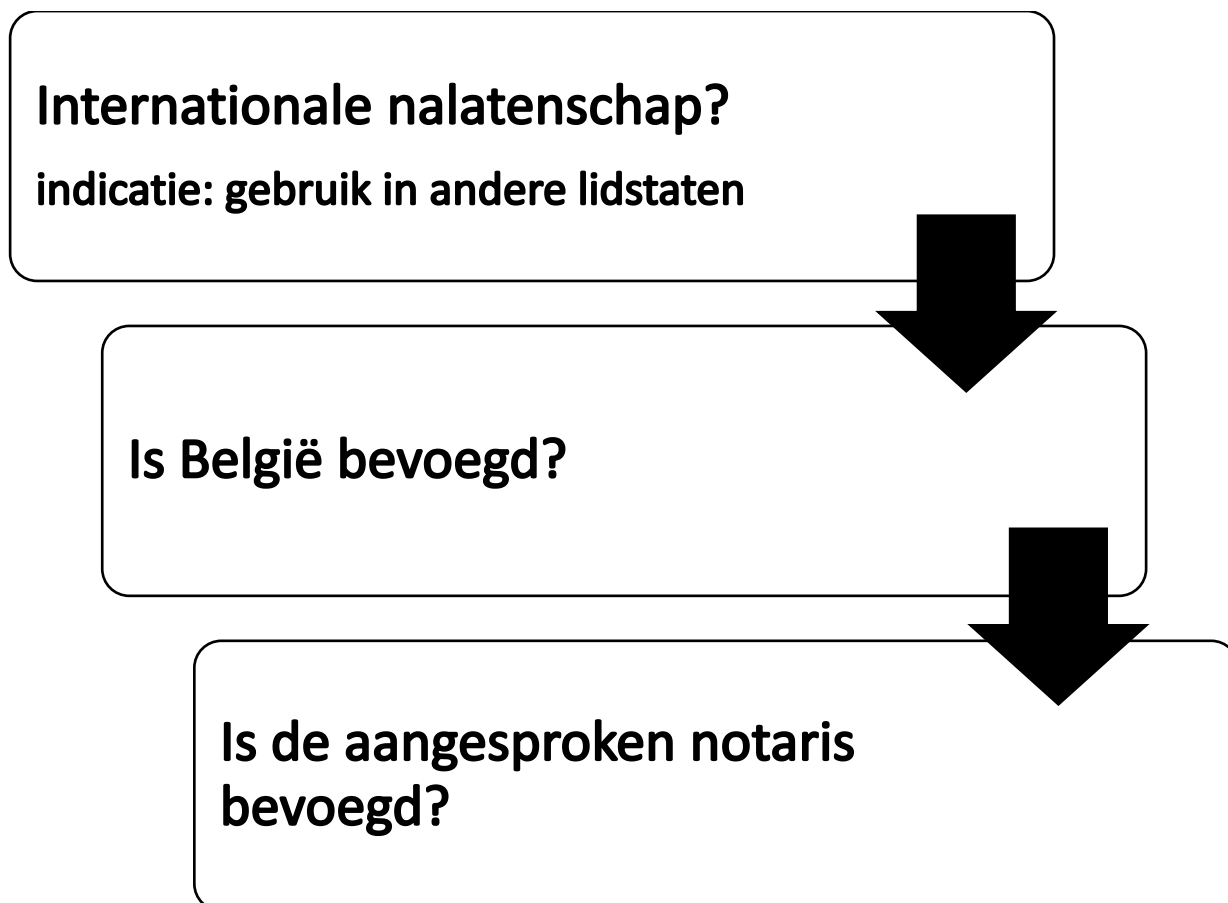 Internationale nalatenschap?
indicatie: gebruik in andere lidstaten
Is België bevoegd?
Is de aangesproken notaris
bevoegd?